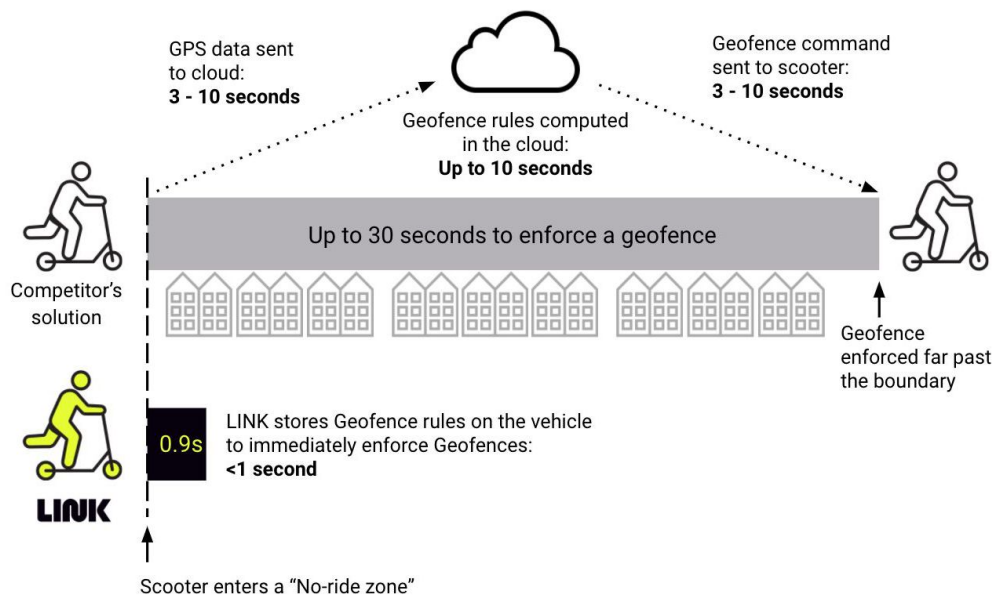 GPS data sent
to cloud:
3 - 10 seconds
Geofence command
sent to scooter:
3 - 10 seconds
Geofence rules computed
in the cloud:
Up to 10 seconds
Up to 30 seconds to enforce a geofence
Competitor's
solution
Geofence
enforced far past
the boundary
0.9s
LINK stores Geofence rules on the vehicle
to immediately enforce Geofences:
<1 second
LINK
Scooter enters a “No-ride zone”